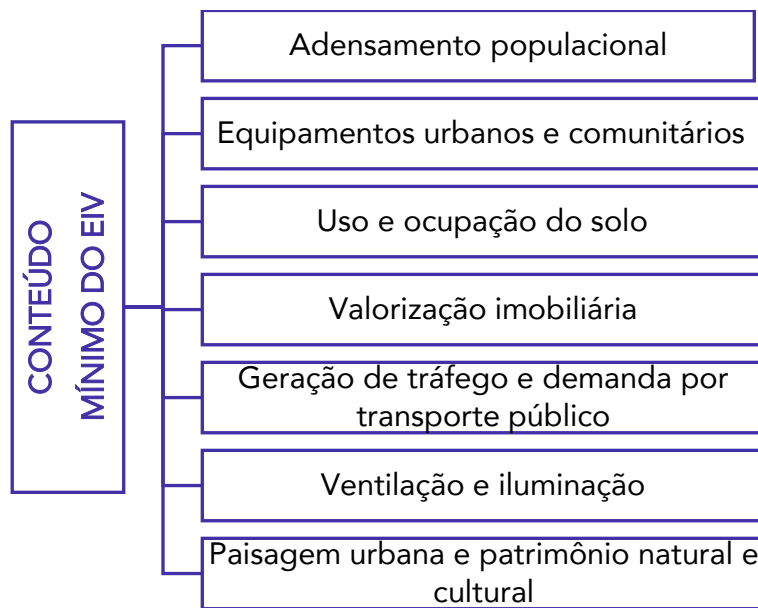 CONTEÚDO
MÍNIMO DO EIV
Adensamento populacional
Equipamentos urbanos e comunitários
Uso e ocupação do solo
Valorização imobiliária
Geração de tráfego e demanda por
transporte público
Ventilação e iluminação
Paisagem urbana e patrimônio natural e
cultural